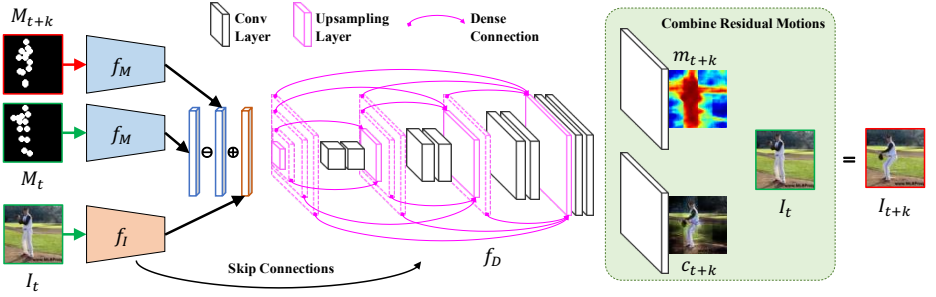 M_{t+k}
Conv
Layer
Upsampling
Layer
Dense
Connection
Combine Residual Motions
f_M
m_{t+k}
f_M
⊖ ⊕
M_t
=
I_t
I_{t+k}
f_I
f_D
Skip Connections
c_{t+k}
I_t